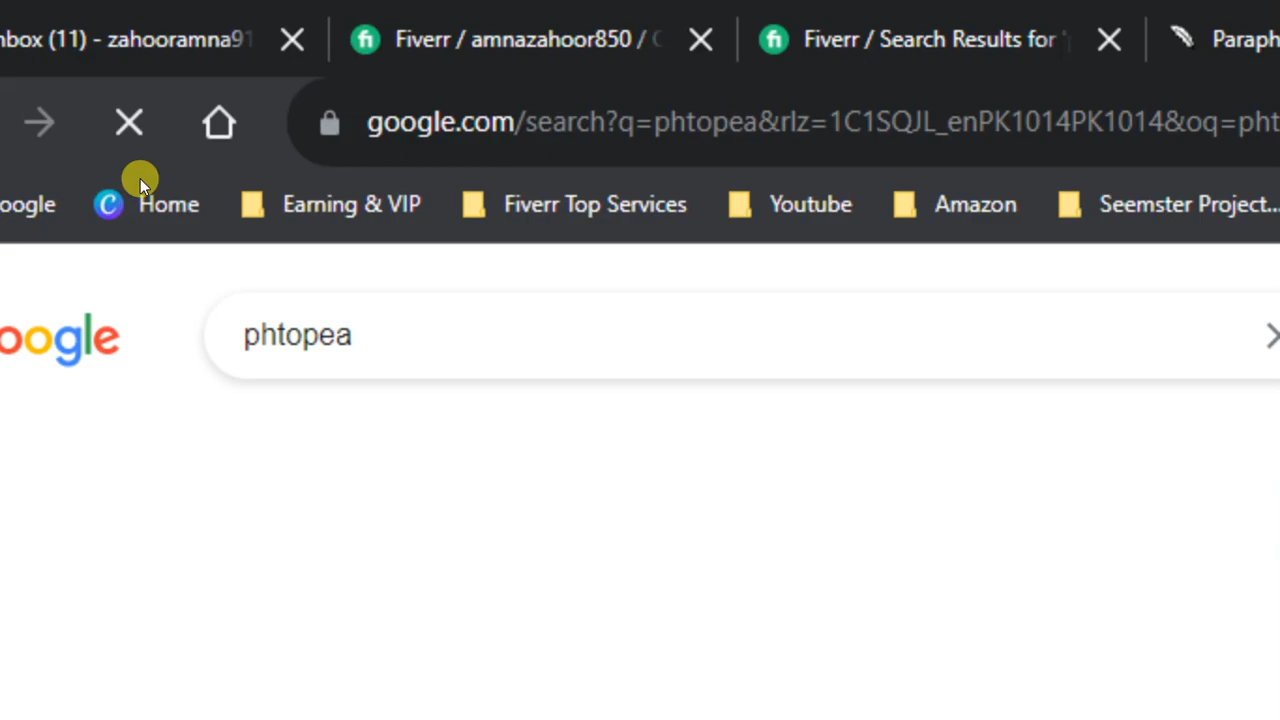 nbox (11) - zahooramna91 Fiverr / amnazahoor850 / Fiverr / Search Results for ' Paraph
google.com/search?q=phtopea&rlz=1C1SQJL_enPK1014PK1014&oq=pht
oogle Home Earning & VIP Fiverr Top Services Youtube Amazon Seemster Project...
oogle phtopea